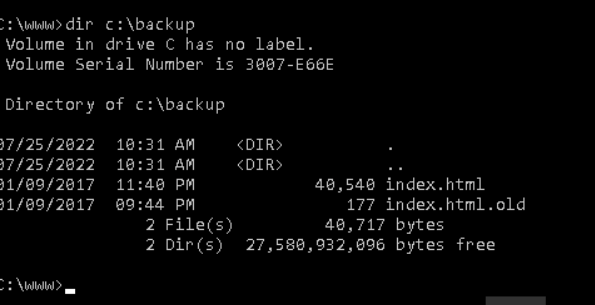 C:\www>dir c:\backup
Volume in drive C has no label.
Volume Serial Number is 3007-E66E
Directory of c:\backup
07/25/2022 10:31 AM <DIR> .
07/25/2022 10:31 AM <DIR> ..
01/09/2017 11:40 PM 40,540 index.html
01/09/2017 09:44 PM 177 index.html.old
2 File(s) 40,717 bytes
2 Dir(s) 27,580,932,096 bytes free
C:\www>